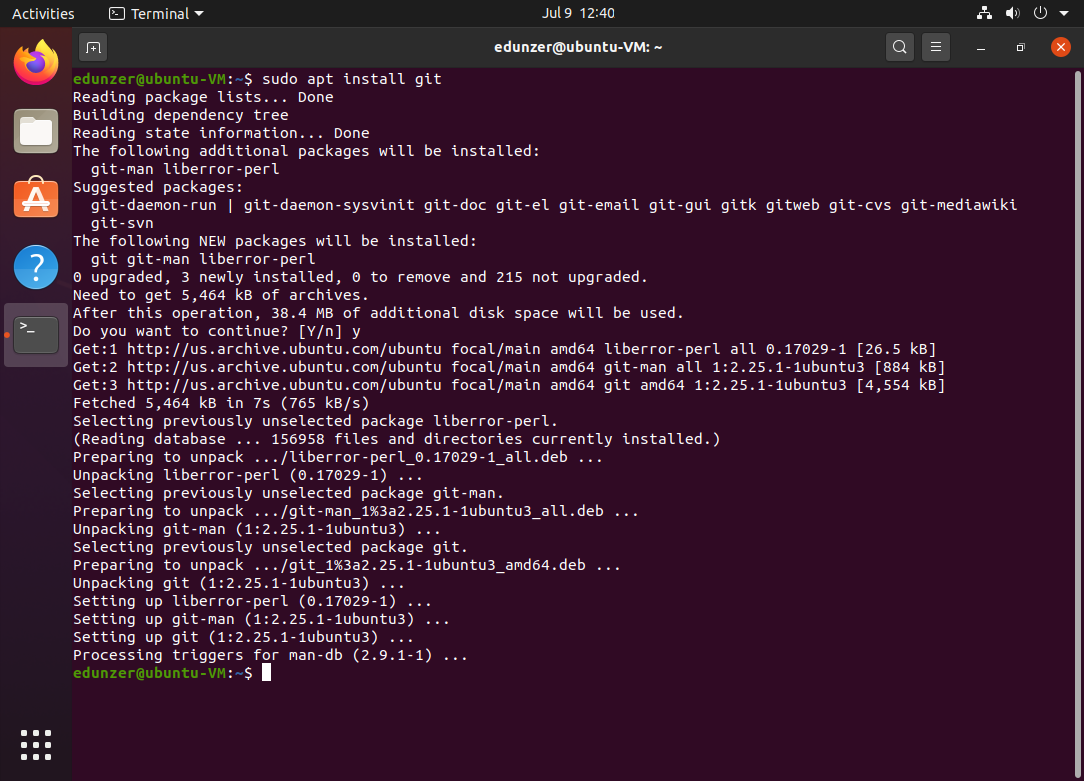 Activities
Terminal
Jul 9 12:40
edunzer@ubuntu-VM: ~
edunzer@ubuntu-VM:~$ sudo apt install git
Reading package lists... Done
Building dependency tree
Reading state information... Done
The following additional packages will be installed:
  git-man liberror-perl
Suggested packages:
  git-daemon-run | git-daemon-sysvinit git-doc git-el git-email git-gui gitk gitweb git-cvs git-mediawiki
  git-svn
The following NEW packages will be installed:
  git git-man liberror-perl
0 upgraded, 3 newly installed, 0 to remove and 215 not upgraded.
Need to get 5,464 kB of archives.
After this operation, 38.4 MB of additional disk space will be used.
Do you want to continue? [Y/n] y
Get:1 http://us.archive.ubuntu.com/ubuntu focal/main amd64 liberror-perl all 0.17029-1 [26.5 kB]
Get:2 http://us.archive.ubuntu.com/ubuntu focal/main amd64 git-man all 1:2.25.1-1ubuntu3 [884 kB]
Get:3 http://us.archive.ubuntu.com/ubuntu focal/main amd64 git amd64 1:2.25.1-1ubuntu3 [4,554 kB]
Fetched 5,464 kB in 7s (765 kB/s)
Selecting previously unselected package liberror-perl.
(Reading database ... 156958 files and directories currently installed.)
Preparing to unpack .../liberror-perl_0.17029-1_all.deb ...
Unpacking liberror-perl (0.17029-1) ...
Selecting previously unselected package git-man.
Preparing to unpack .../git-man_1%3a2.25.1-1ubuntu3_all.deb ...
Unpacking git-man (1:2.25.1-1ubuntu3) ...
Selecting previously unselected package git.
Preparing to unpack .../git_1%3a2.25.1-1ubuntu3_amd64.deb ...
Unpacking git (1:2.25.1-1ubuntu3) ...
Setting up liberror-perl (0.17029-1) ...
Setting up git-man (1:2.25.1-1ubuntu3) ...
Setting up git (1:2.25.1-1ubuntu3) ...
Processing triggers for man-db (2.9.1-1) ...
edunzer@ubuntu-VM:~$